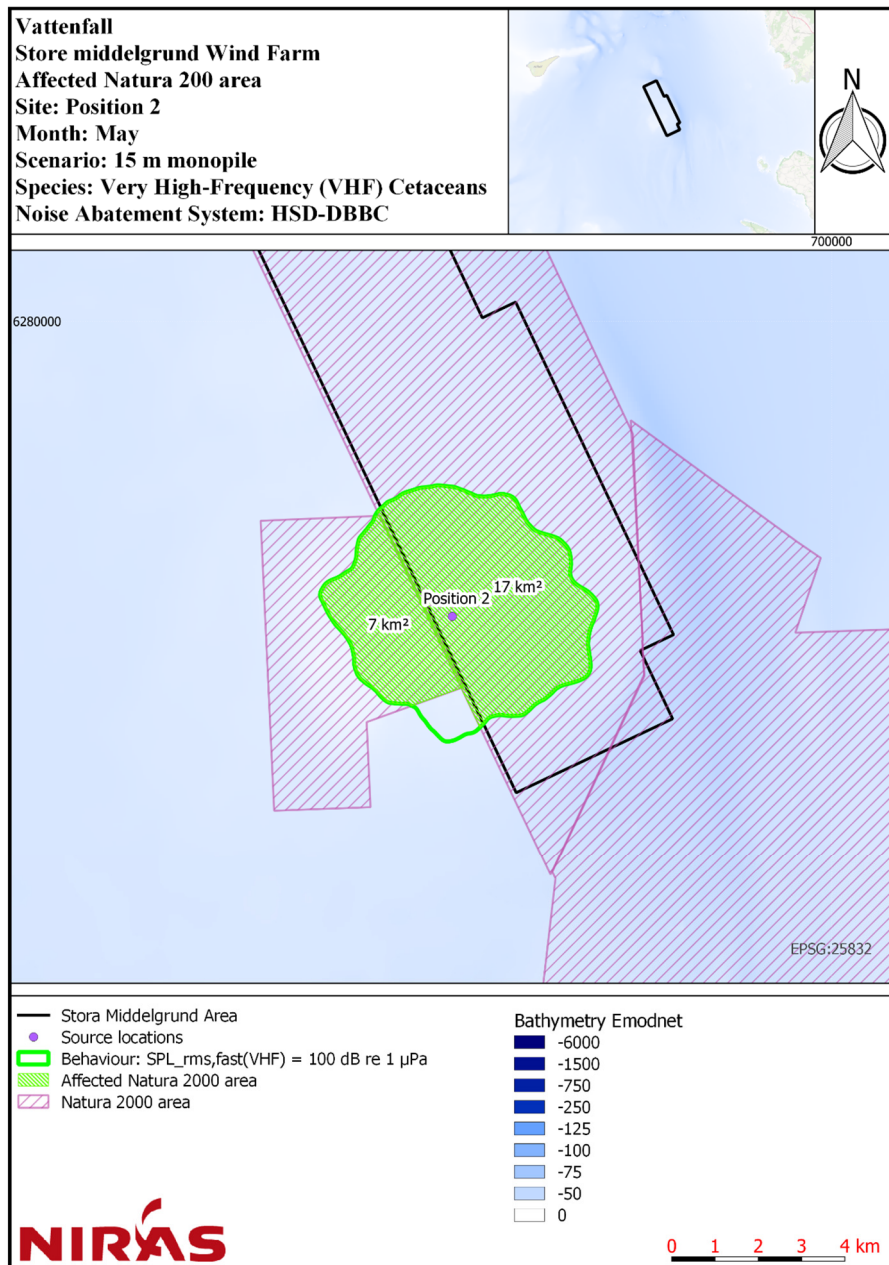 Vattenfall
Store middelgrund Wind Farm
Affected Natura 200 area
Site: Position 2
Month: May
Scenario: 15 m monopile
Species: Very High-Frequency (VHF) Cetaceans
Noise Abatement System: HSD-DBBC
N
700000
6280000
17 km²
Position 2
7 km²
EPSG:25832
Stora Middelgrund Area
Source locations
Behaviour: SPL_rms,fast(VHF) = 100 dB re 1 µPa
Affected Natura 2000 area
Natura 2000 area
Bathymetry Emodnet
-6000
-1500
-750
-250
-125
-100
-75
-50
0
NIRAS
0 1 2 3 4 km